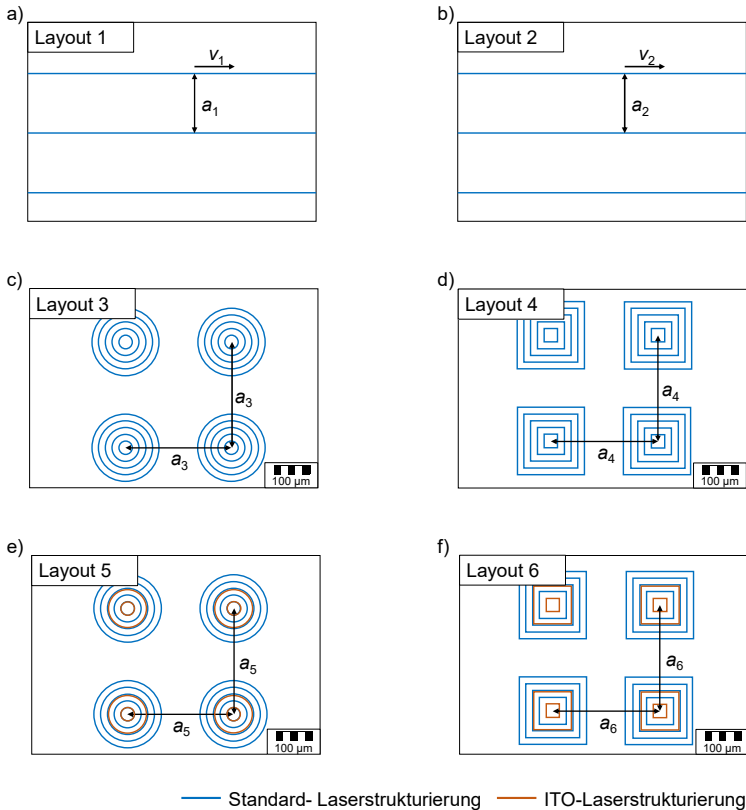 a)
Layout 1
v1
a1
b)
Layout 2
v2
a2
c)
Layout 3
a3
a3
100 µm
d)
Layout 4
a4
a4
100 µm
e)
Layout 5
a5
a5
100 µm
f)
Layout 6
a6
a6
100 µm
Standard- Laserstrukturierung
ITO-Laserstrukturierung